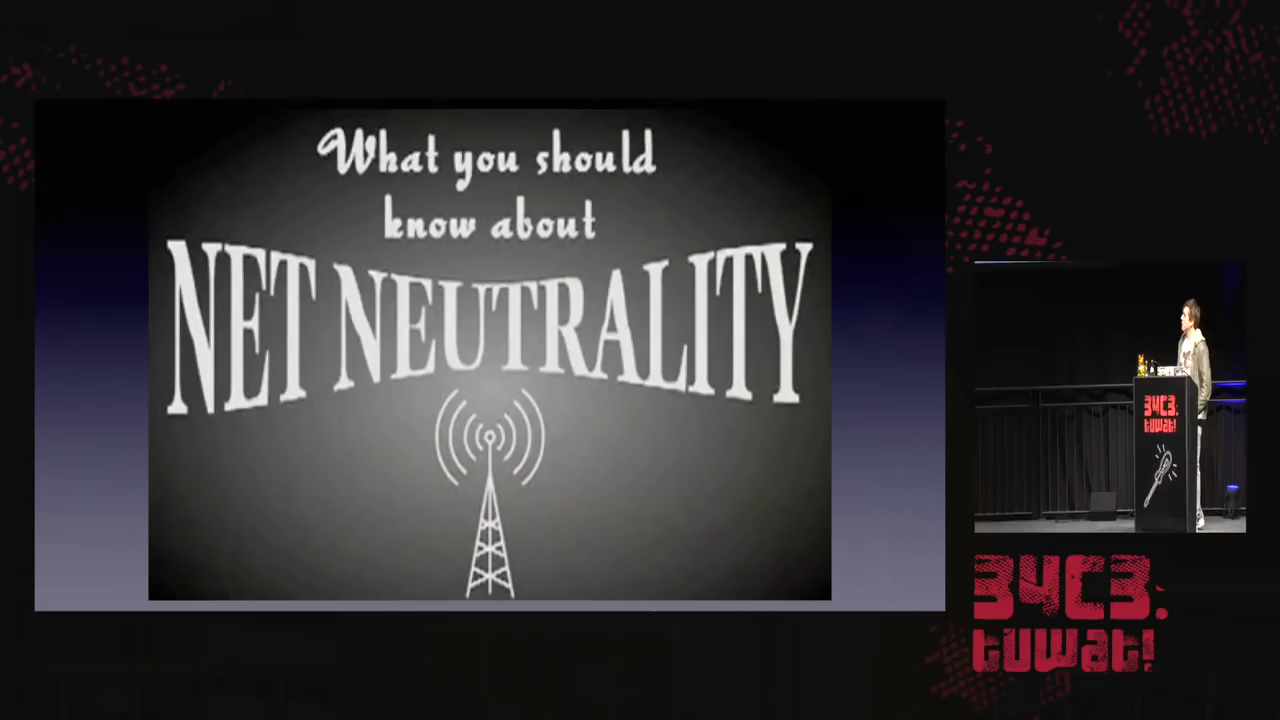 What you should
know about
NET NEUTRALITY
34C3.
tuwat!
34C3.
tuwat!